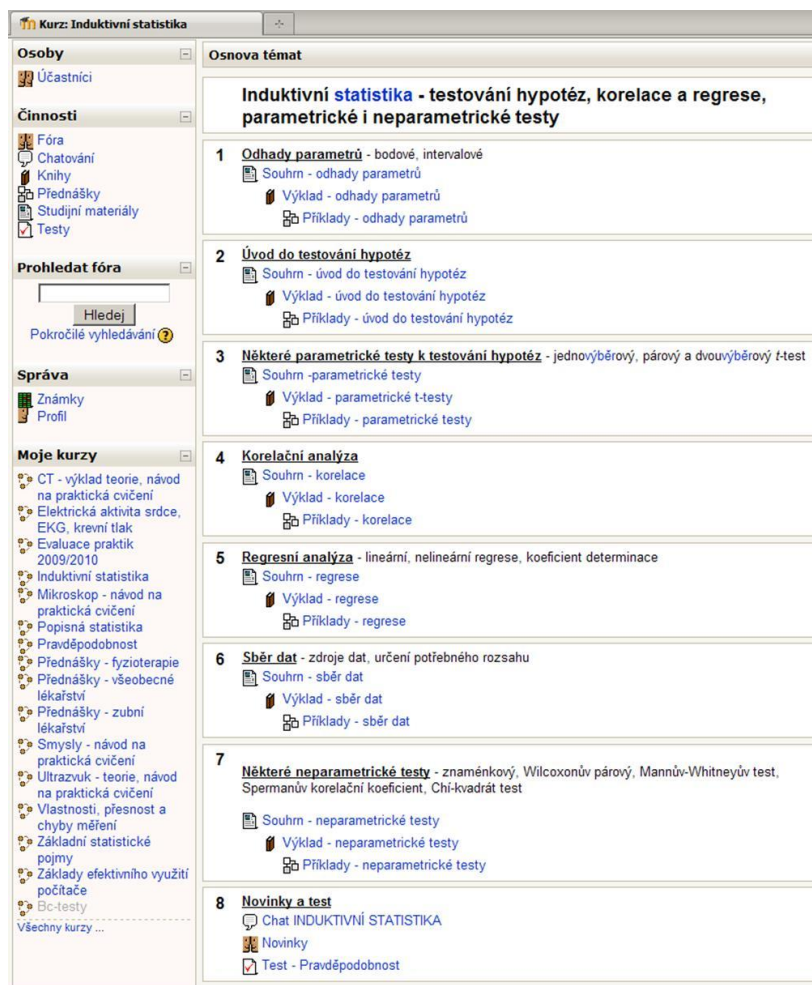 Kurz: Induktivní statistika
Osoby
Účastníci
Činnosti
Fóra
Chatování
Knihy
Přednášky
Studijní materiály
Testy
Prohledat fóra
Hledej
Pokročilé vyhledávání ?
Správa
Známky
Profil
Moje kurzy
CT - výklad teorie, návod
na praktická cvičení
Elektrická aktivita srdce,
EKG, krevní tlak
Evaluace praktik
2009/2010
Induktivní statistika
Mikroskop - návod na
praktická cvičení
Popisná statistika
Pravděpodobnost
Přednášky - fyzioterapie
Přednášky - všeobecné
lékařství
Přednášky - zubní
lékařství
Smysly - návod na
praktická cvičení
Ultrazvuk - teorie, návod
na praktická cvičení
Vlastnosti, přesnost a
chyby měření
Základní statistické
pojmy
Základy efektivního využití
počítače
Bc-testy
Všechny kurzy ...
Osnova témat
Induktivní statistika - testování hypotéz, korelace a regrese,
parametrické i neparametrické testy
1 Odhady parametrů - bodové, intervalové
Souhrn - odhady parametrů
Výklad - odhady parametrů
Příklady - odhady parametrů
2 Úvod do testování hypotéz
Souhrn - úvod do testování hypotéz
Výklad - úvod do testování hypotéz
Příklady - úvod do testování hypotéz
3 Některé parametrické testy k testování hypotéz - jednovýběrový, párový a dvouvýběrový t-test
Souhrn -parametrické testy
Výklad - parametrické t-testy
Příklady - parametrické testy
4 Korelační analýza
Souhrn - korelace
Výklad - korelace
Příklady - korelace
5 Regresní analýza - lineární, nelineární regrese, koeficient determinace
Souhrn - regrese
Výklad - regrese
Příklady - regrese
6 Sběr dat - zdroje dat, určení potřebného rozsahu
Souhrn - sběr dat
Výklad - sběr dat
Příklady - sběr dat
7
Některé neparametrické testy - znaménkový, Wilcoxonův párový, Mannův-Whitneyův test,
Spermanův korelační koeficient, Chí-kvadrát test
Souhrn - neparametrické testy
Výklad - neparametrické testy
Příklady - neparametrické testy
8 Novinky a test
Chat INDUKTIVNÍ STATISTIKA
Novinky
Test - Pravděpodobnost